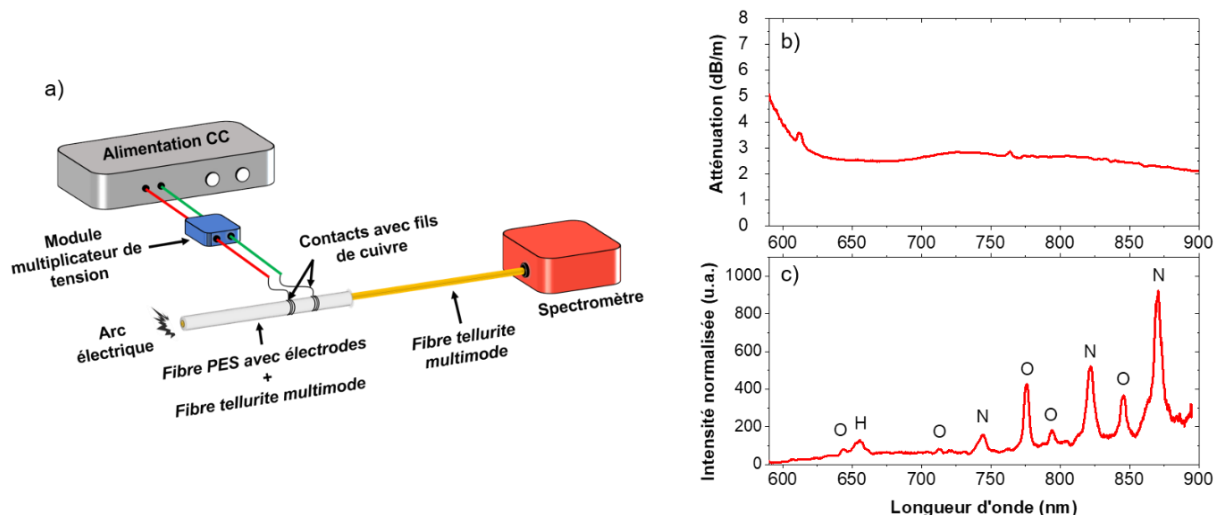 a)
Alimentation CC
Module
multiplicateur de
tension
Contacts avec fils
de cuivre
Spectromètre
Arc
électrique
Fibre PES avec électrodes
+
Fibre tellurite multimode
Fibre tellurite
multimode
b)
Atténuation (dB/m)
8
7
6
5
4
3
2
1
0
600 650 700 750 800 850 900
c)
Intensité normalisée (u.a.)
1000
800
600
400
200
0
O H O N O O N O N
600 650 700 750 800 850 900
Longueur d'onde (nm)